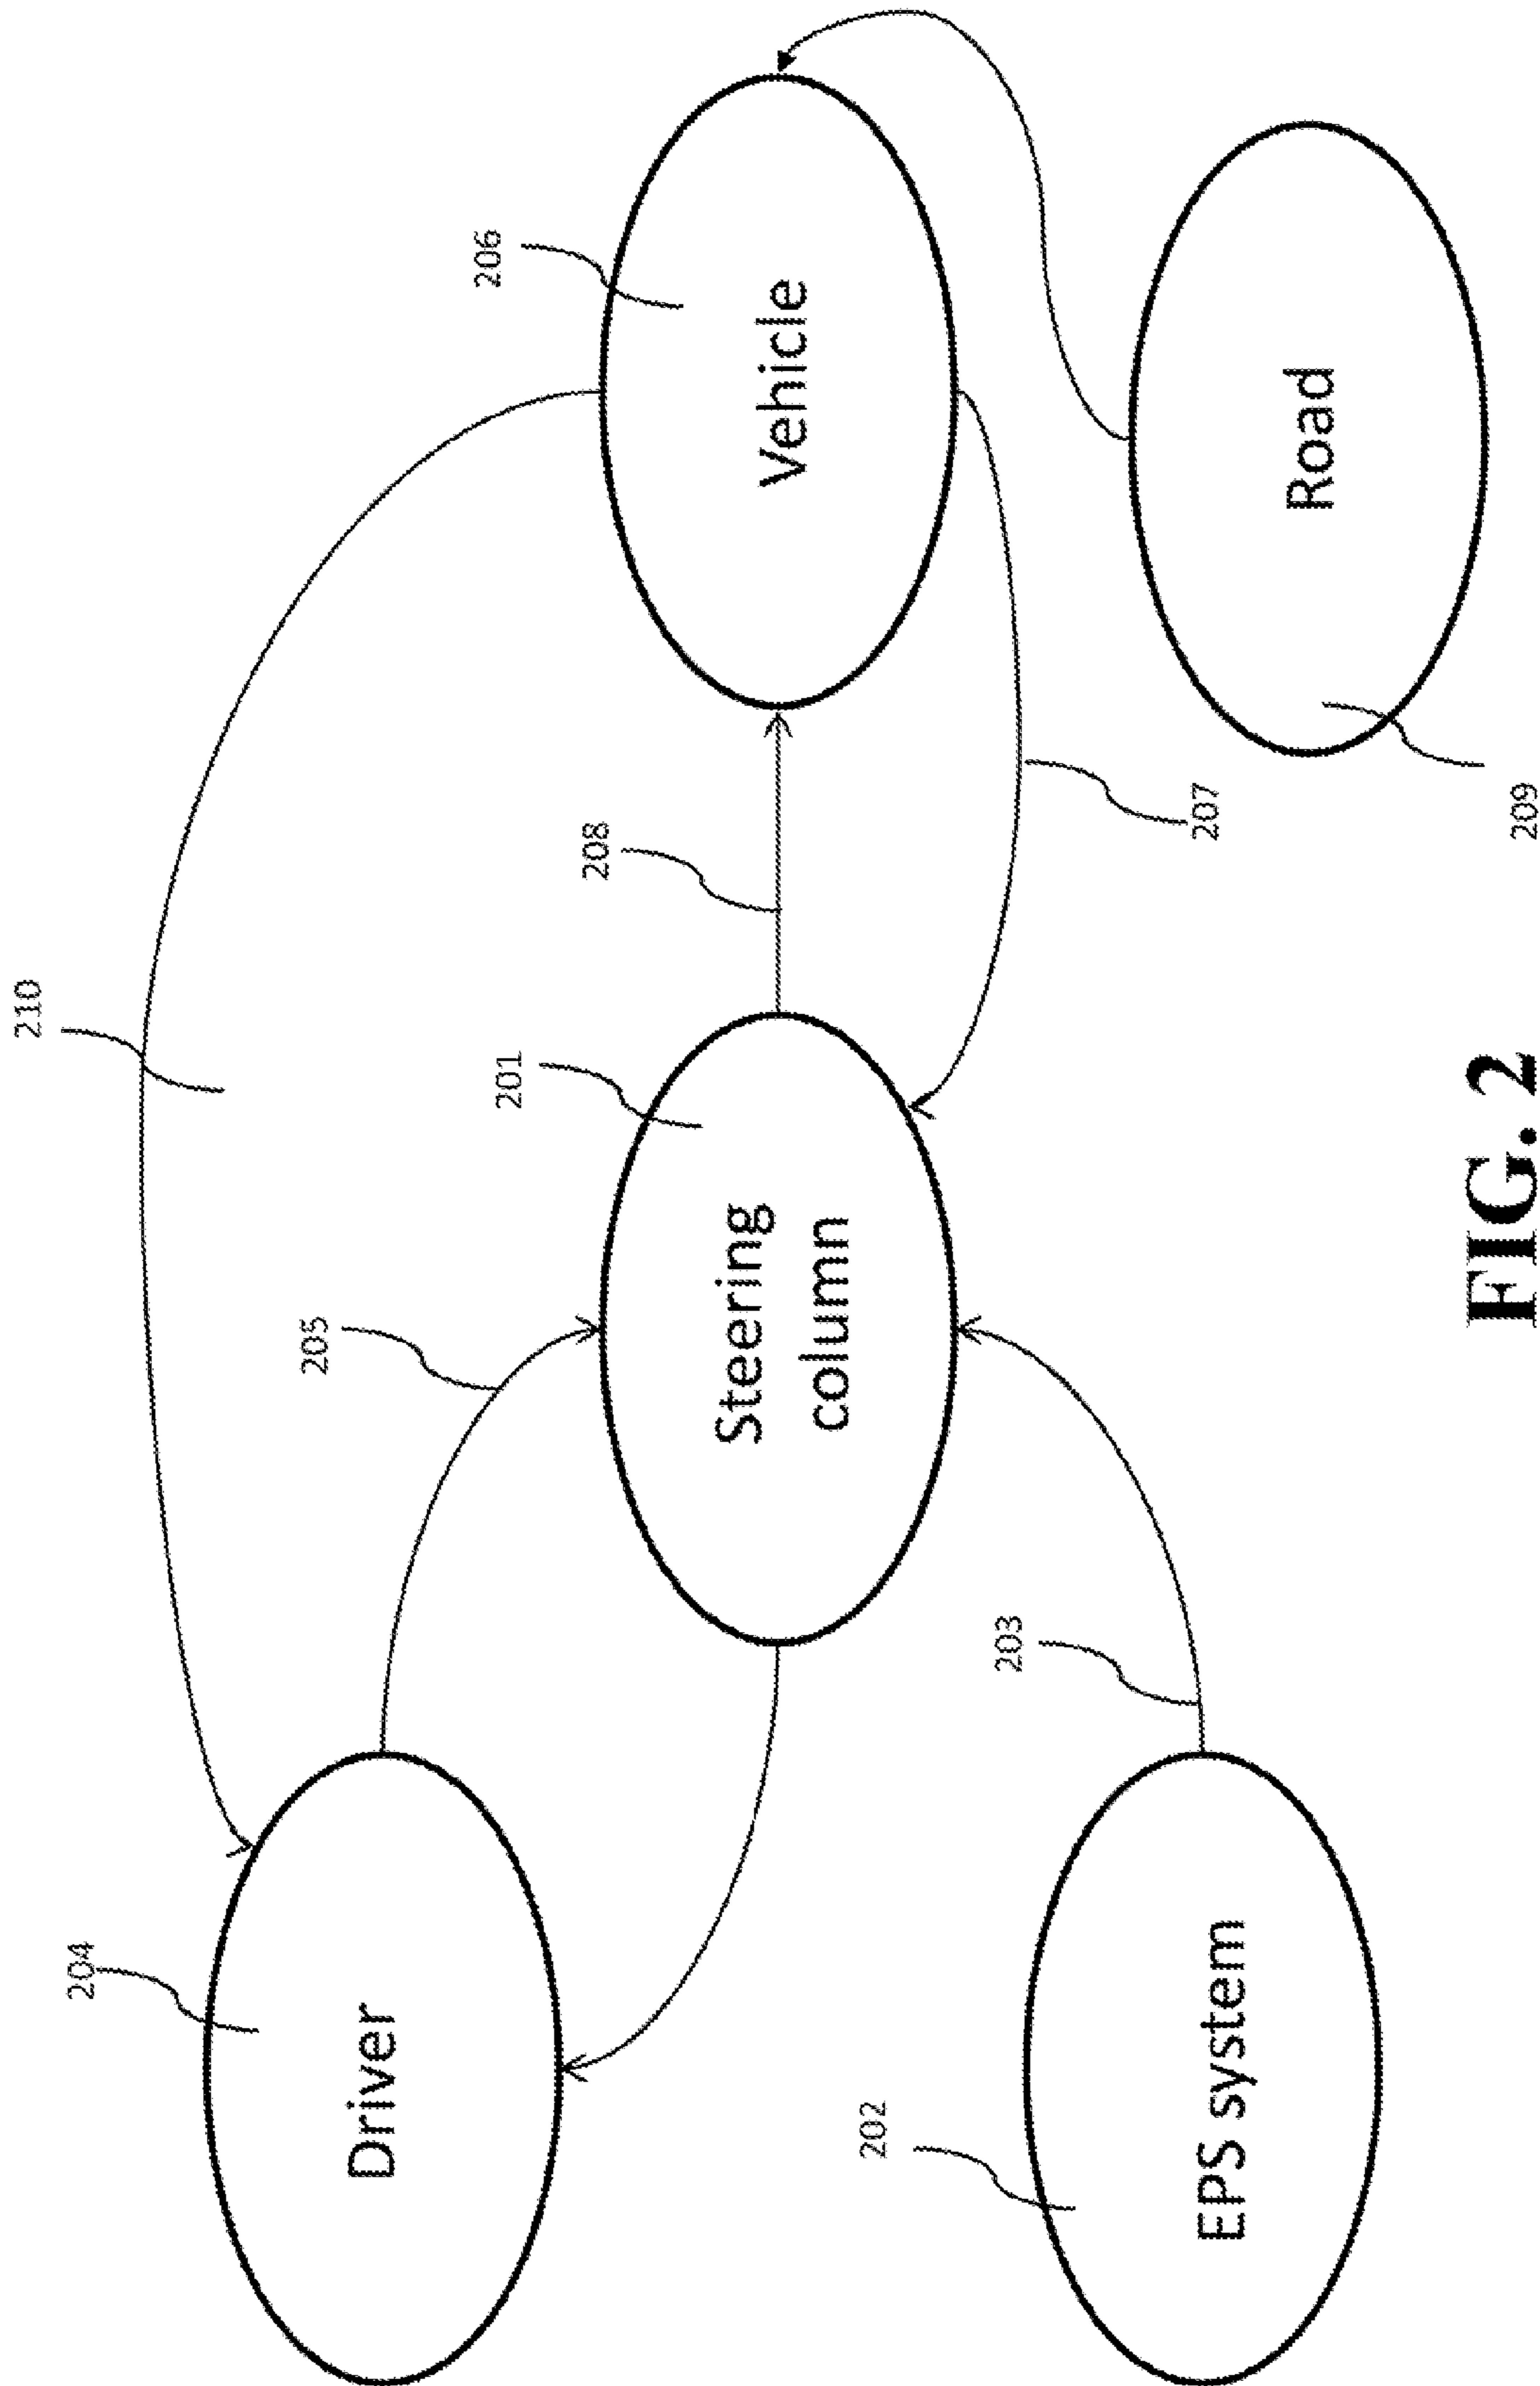 210
204
Driver
205
201
Steering
column
206
Vehicle
208
202
EPS system
203
207
209
Road
FIG. 2